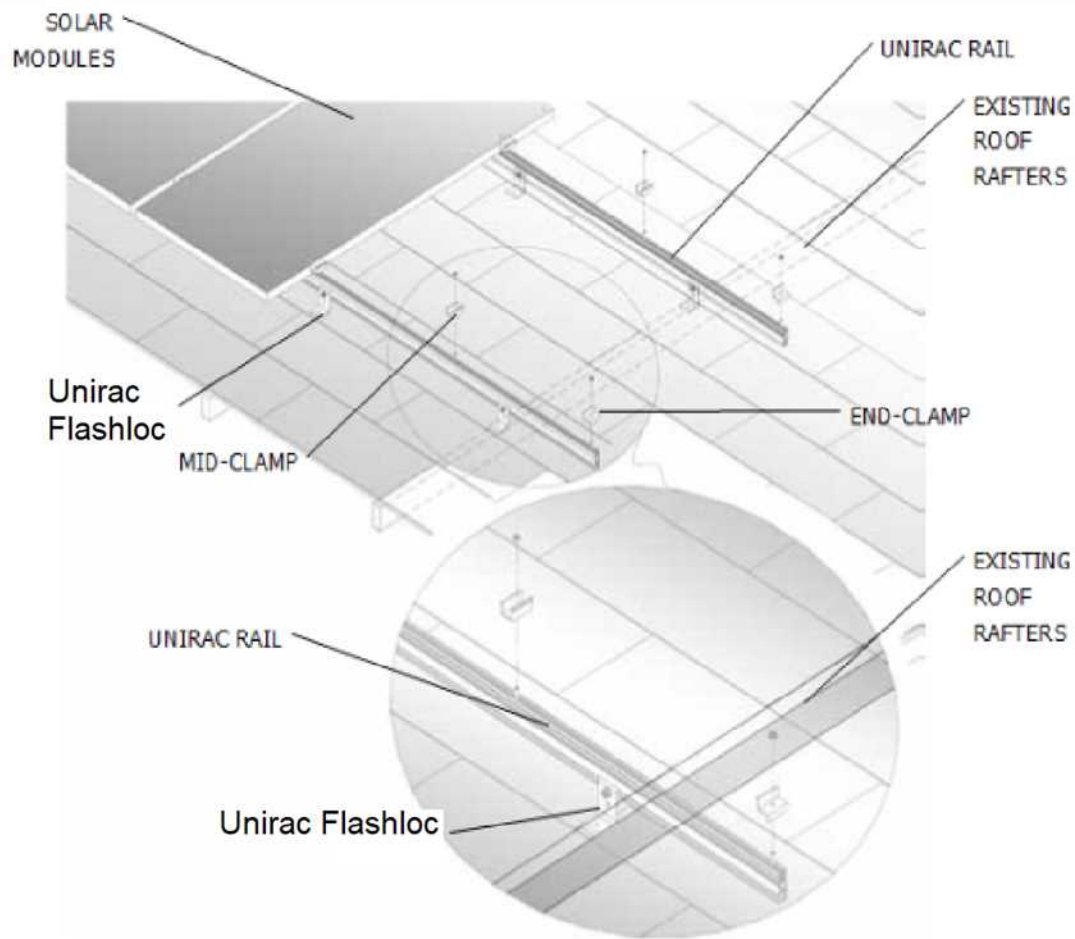 SOLAR
MODULES
UNIRAC RAIL
EXISTING
ROOF
RAFTERS
Unirac
Flashloc
MID-CLAMP
END-CLAMP
EXISTING
ROOF
RAFTERS
UNIRAC RAIL
Unirac Flashloc